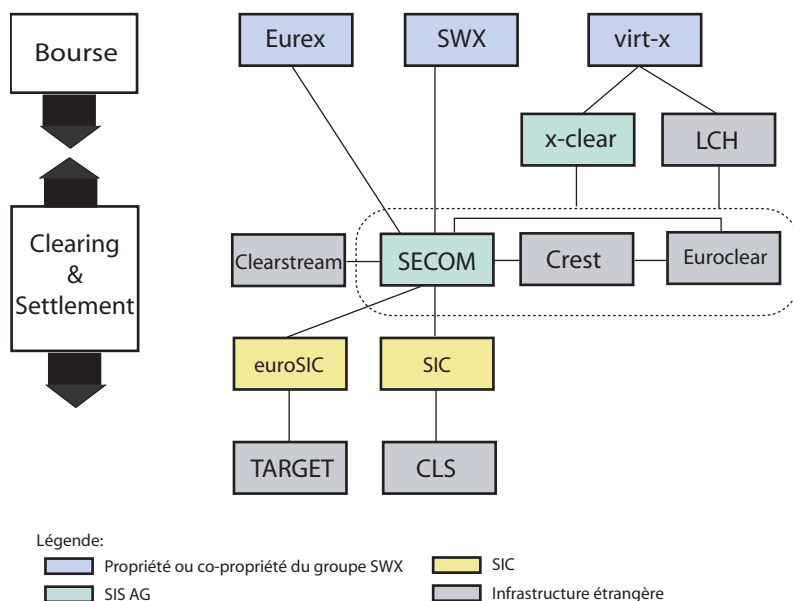 Bourse
Eurex
SWX
virt-x
x-clear
LCH
Clearing
&
Settlement
Clearstream
SECOM
Crest
Euroclear
euroSIC
SIC
TARGET
CLS
Légende:
Propriété ou co-propriété du groupe SWX
SIC
SIS AG
Infrastructure étrangère